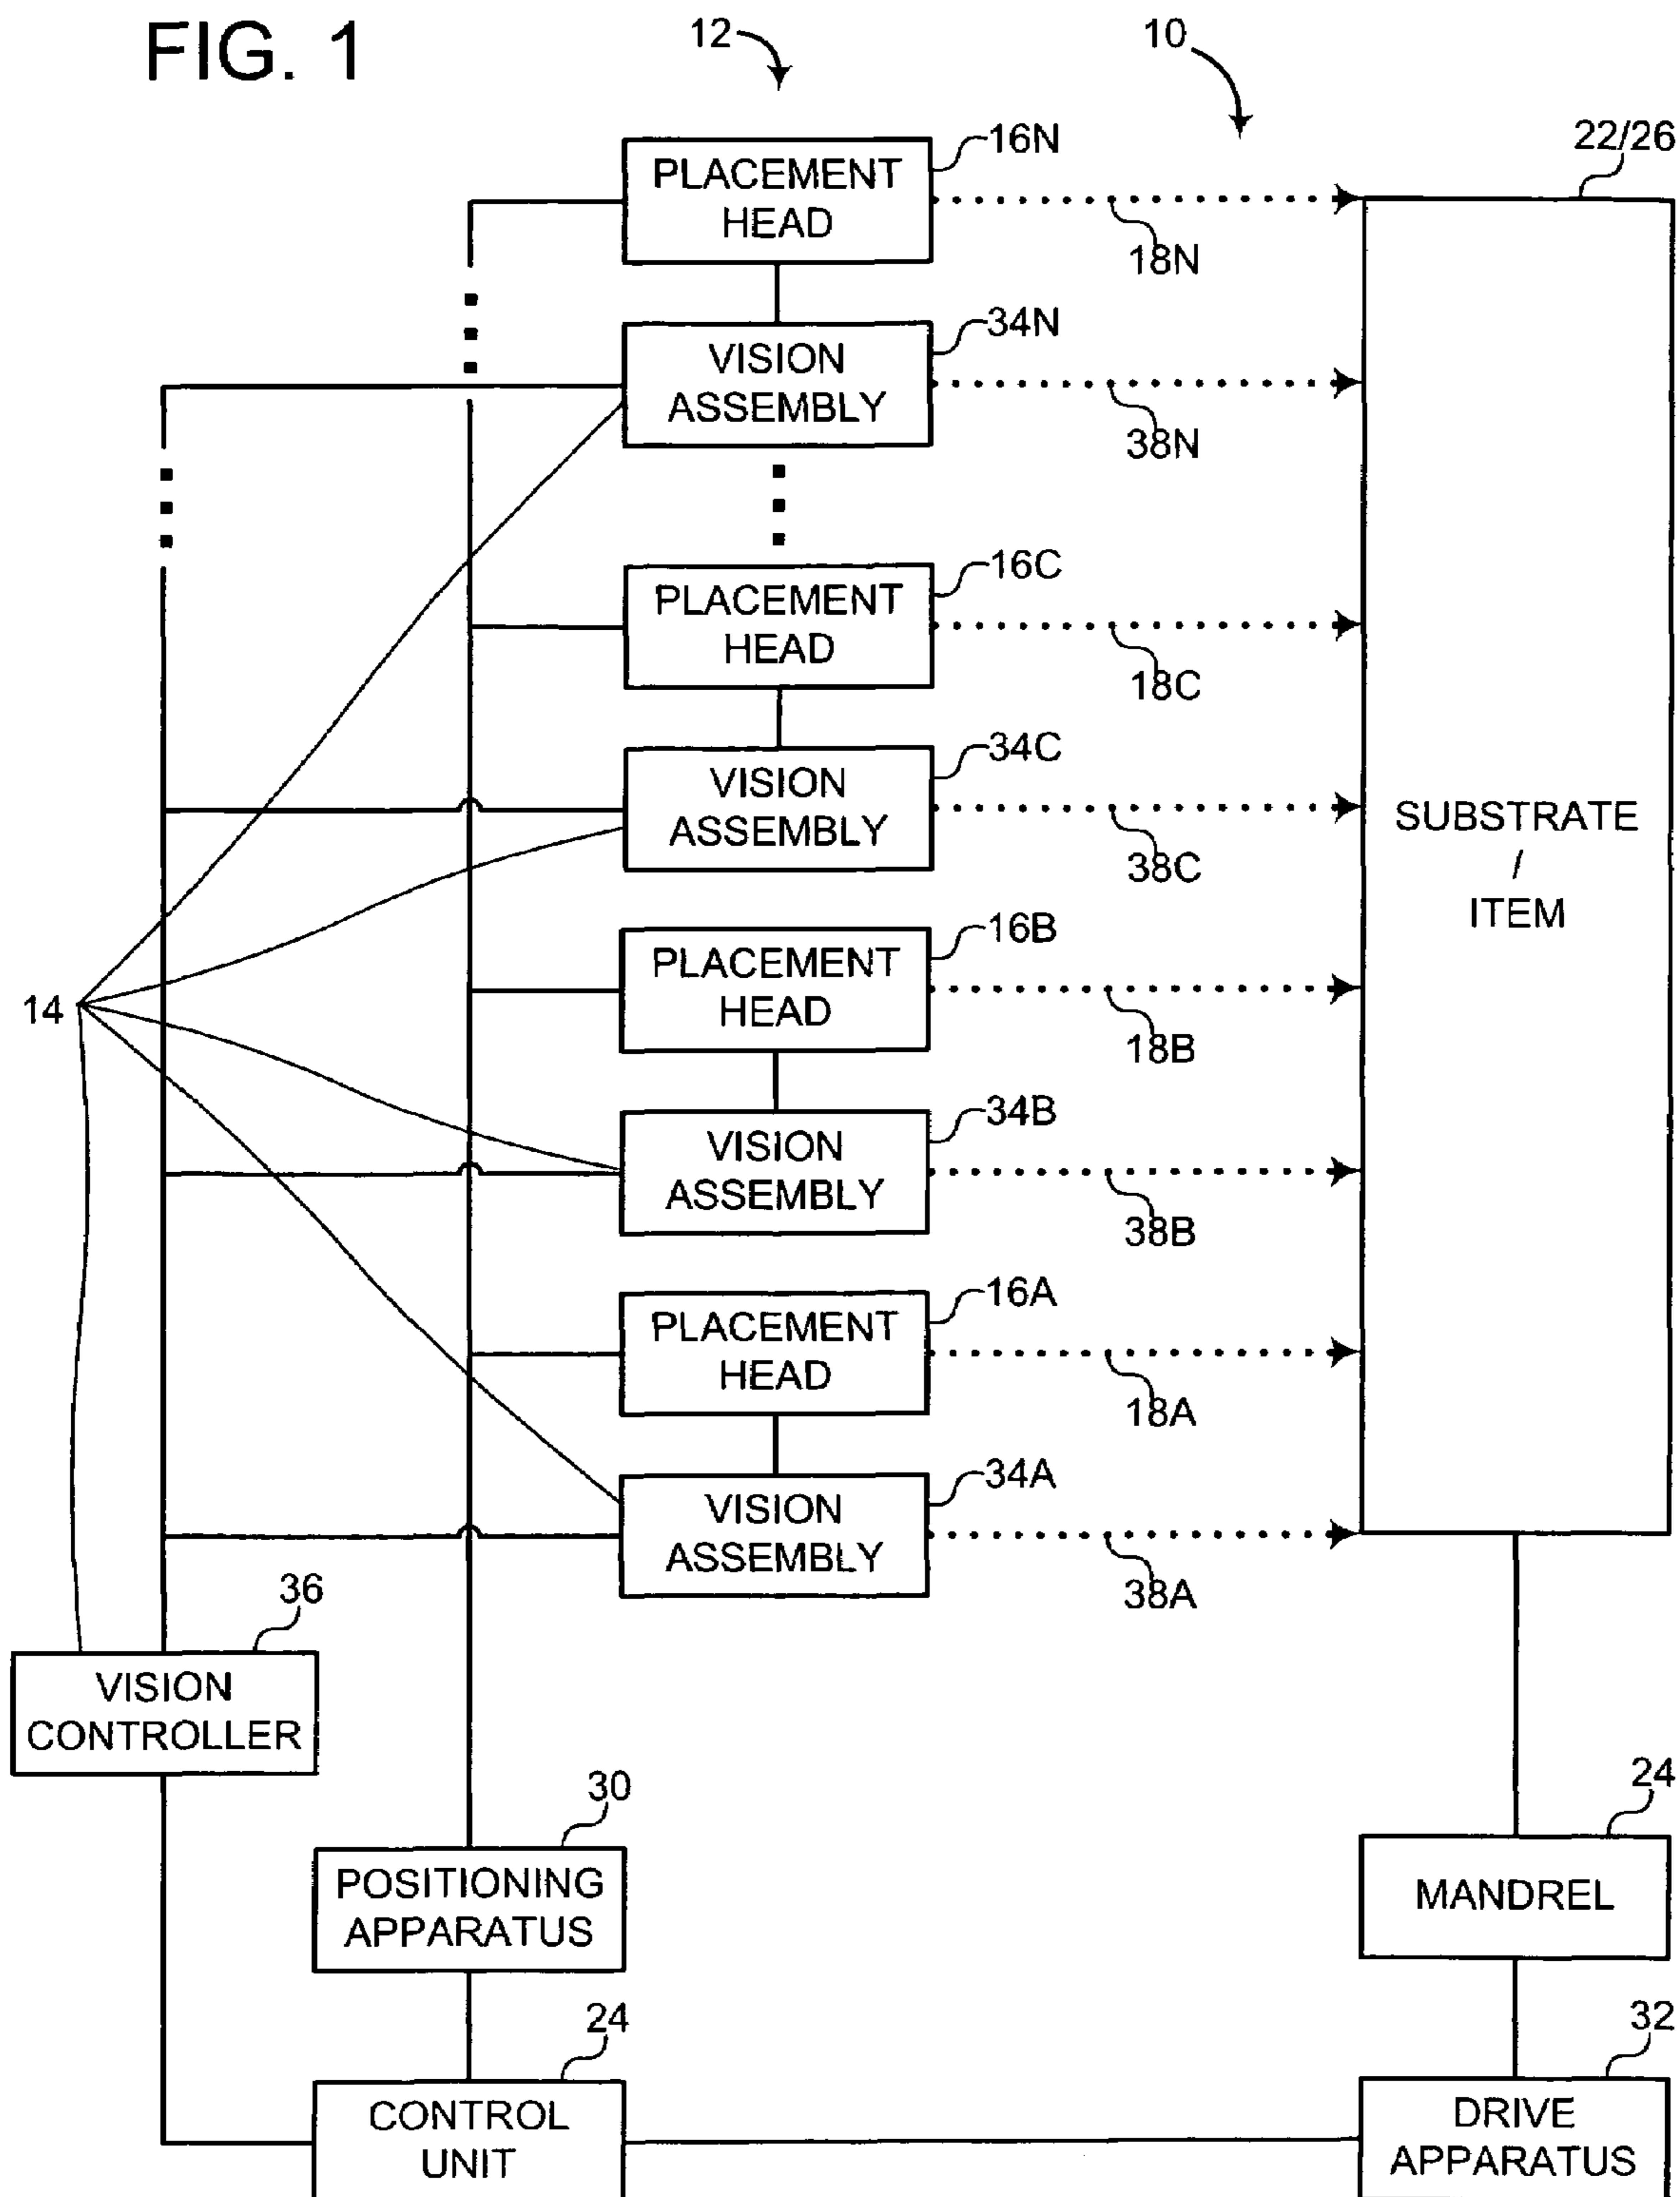 FIG. 1
12
10
16N
22/26
PLACEMENT
HEAD
18N
34N
VISION
ASSEMBLY
38N
16C
PLACEMENT
HEAD
18C
34C
VISION
ASSEMBLY
38C
SUBSTRATE
/
ITEM
16B
PLACEMENT
HEAD
14
18B
34B
VISION
ASSEMBLY
38B
16A
PLACEMENT
HEAD
18A
34A
VISION
ASSEMBLY
38A
36
VISION
CONTROLLER
30
24
POSITIONING
APPARATUS
MANDREL
24
32
CONTROL
UNIT
DRIVE
APPARATUS